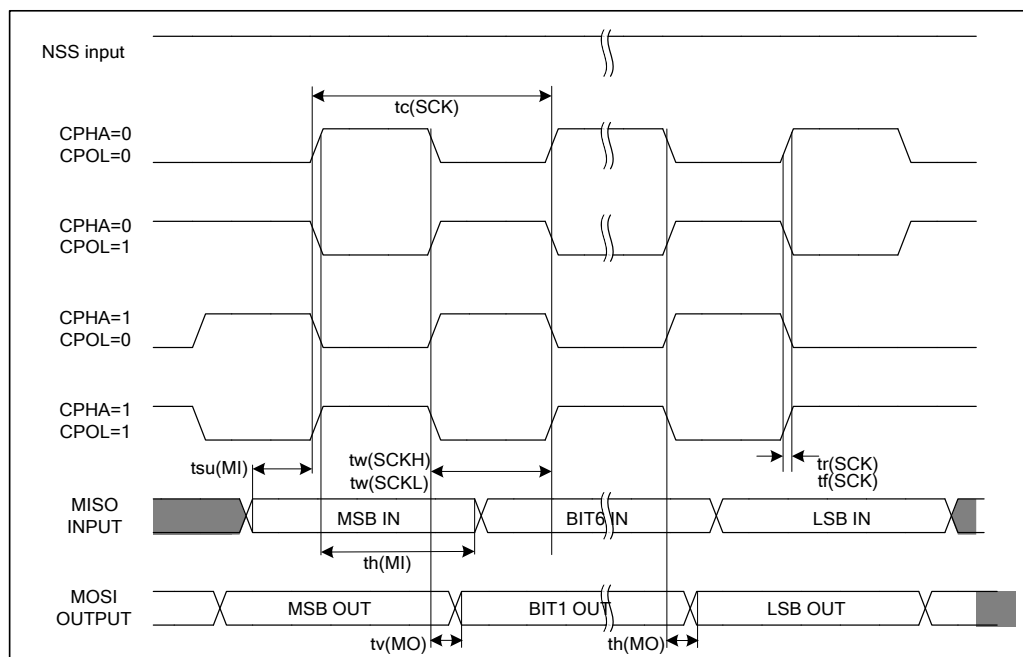 NSS input
tc(SCK)
CPHA=0
CPOL=0
CPHA=0
CPOL=1
CPHA=1
CPOL=0
CPHA=1
CPOL=1
tsu(MI)
tw(SCKH)
tw(SCKL)
tr(SCK)
tf(SCK)
MISO
INPUT
MSB IN
BIT6 IN
LSB IN
th(MI)
MOSI
OUTPUT
MSB OUT
BIT1 OUT
LSB OUT
tv(MO)
th(MO)